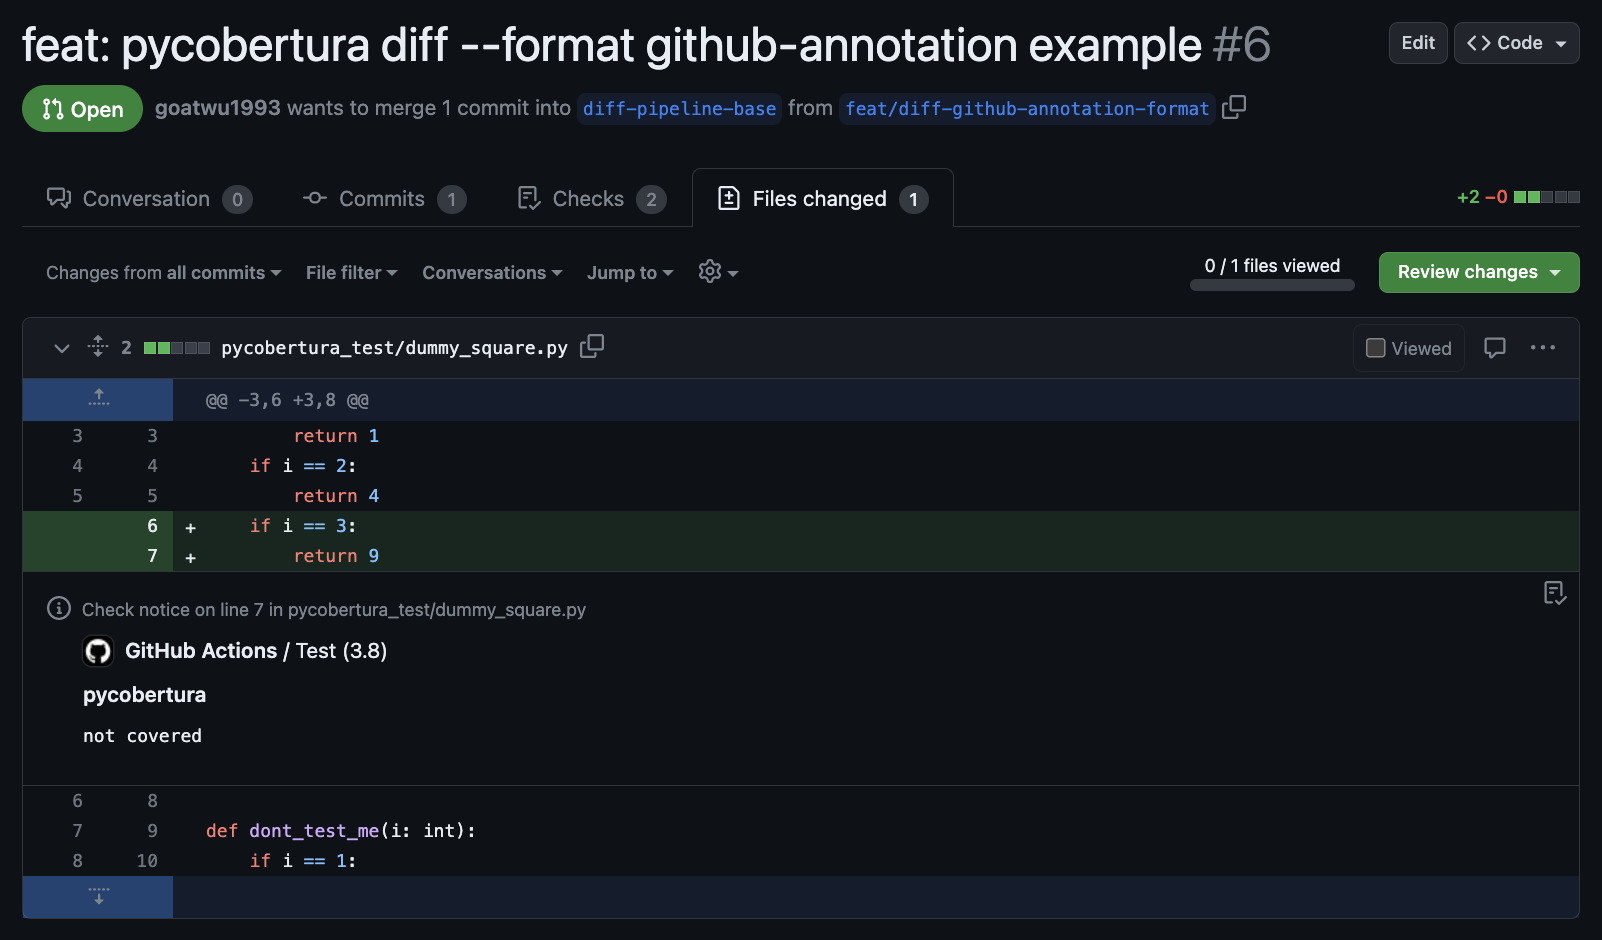 feat: pycobertura diff --format github-annotation example #6
Edit
<> Code
Open
goatwu1993 wants to merge 1 commit into diff-pipeline-base from feat/diff-github-annotation-format
Conversation 0
Commits 1
Checks 2
Files changed 1
+2 −0
Changes from all commits
File filter
Conversations
Jump to
0 / 1 files viewed
Review changes
2 pycobertura_test/dummy_square.py
Viewed
@@ -3,6 +3,8 @@
3 3 return 1
4 4 if i == 2:
5 5 return 4
6 + if i == 3:
7 + return 9
Check notice on line 7 in pycobertura_test/dummy_square.py
GitHub Actions / Test (3.8)
pycobertura
not covered
6 8
7 9 def dont_test_me(i: int):
8 10 if i == 1: